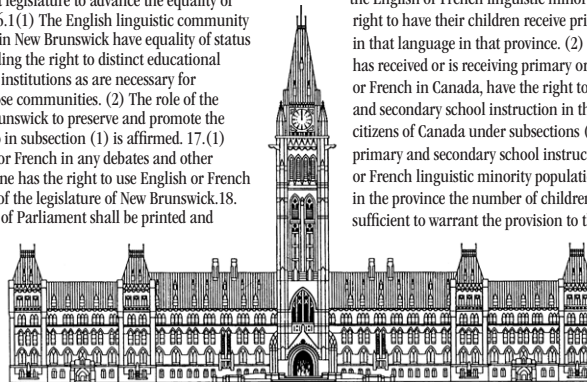 legislature to advance the equality of
6.1(1) The English linguistic community
in New Brunswick have equality of status
ding the right to distinct educational
institutions as are necessary for
se communities. (2) The role of the
unswick to preserve and promote the
o in subsection (1) is affirmed. 17.(1)
or French in any debates and other
ne has the right to use English or French
of the legislature of New Brunswick.18.
of Parliament shall be printed and
the English or French linguistic minor
right to have their children receive pri
in that language in that province. (2)
has received or is receiving primary or
or French in Canada, have the right to
and secondary school instruction in th
citizens of Canada under subsections (
primary and secondary school instruc
or French linguistic minority populati
in the province the number of children
sufficient to warrant the provision to t